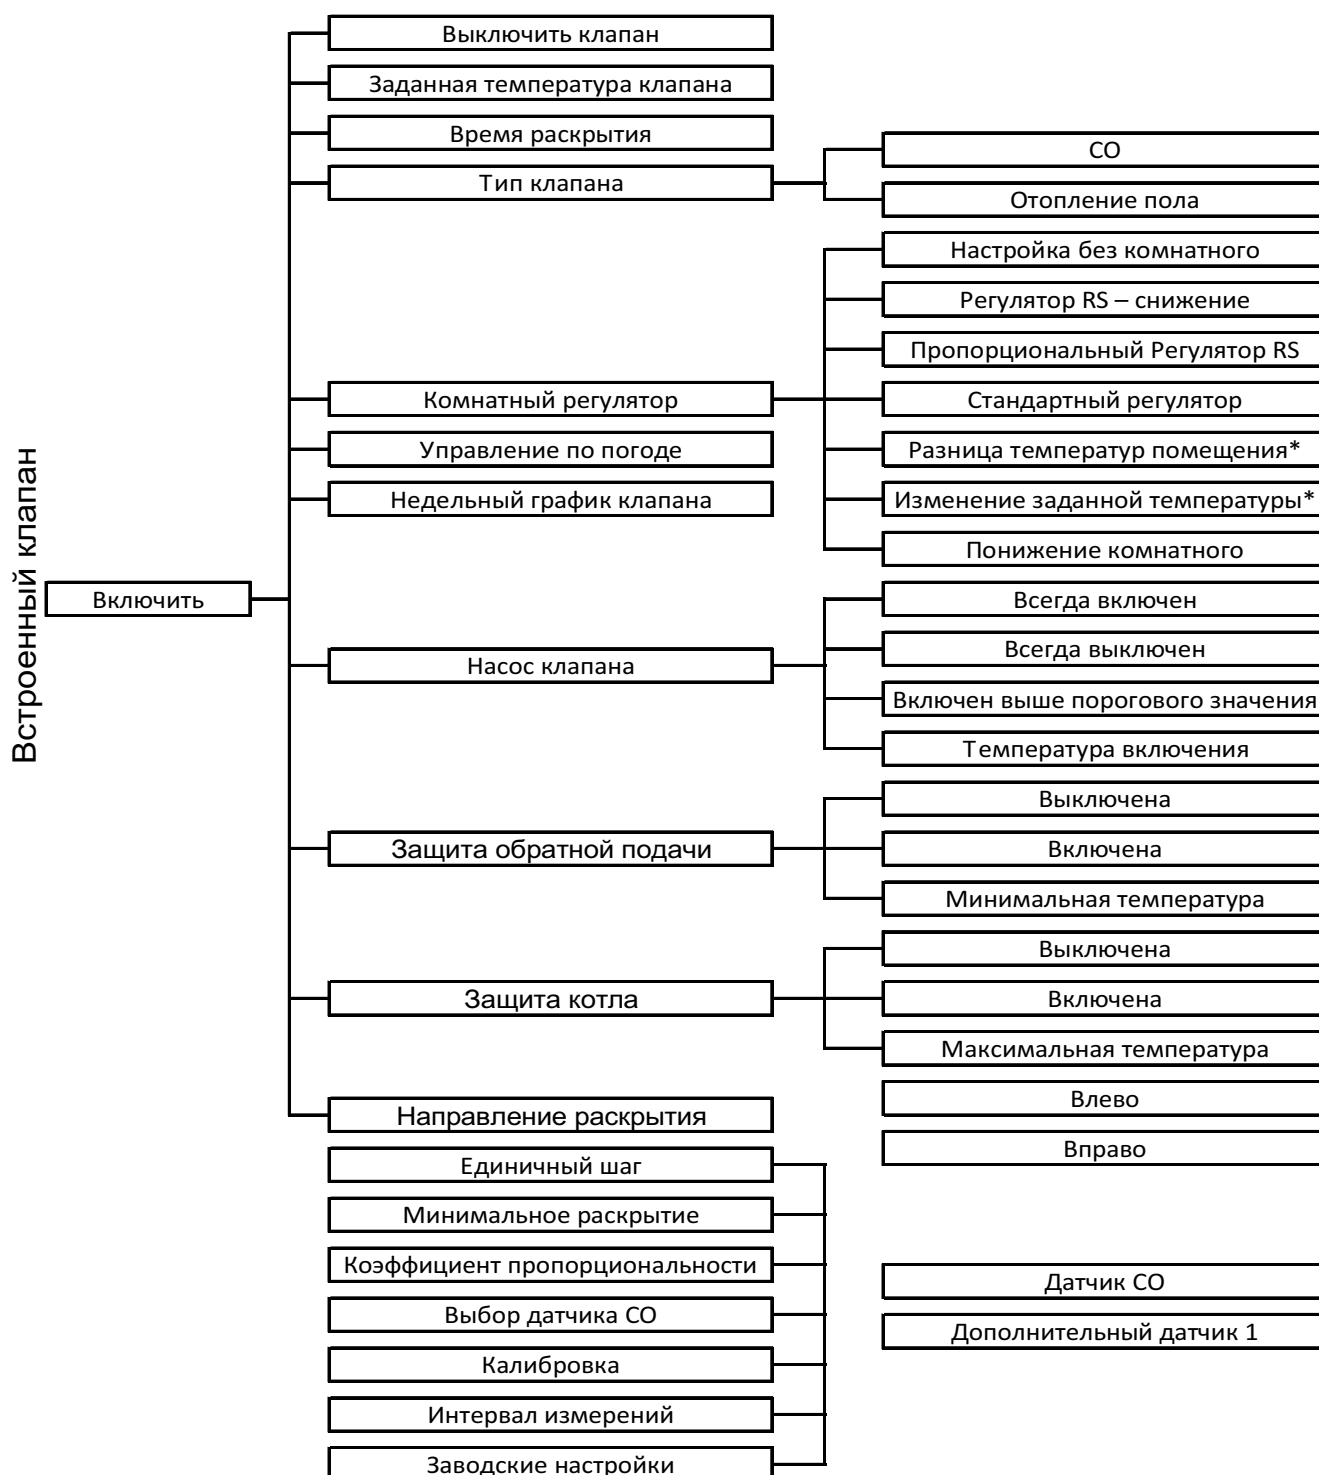 Встроенный клапан
Включить
Выключить клапан
Заданная температура клапана
Время раскрытия
Тип клапана
СО
Отопление пола
Комнатный регулятор
Настройка без комнатного
Регулятор RS – снижение
Пропорциональный Регулятор RS
Стандартный регулятор
Разница температур помещения*
Изменение заданной температуры*
Понижение комнатного
Управление по погоде
Недельный график клапана
Насос клапана
Всегда включен
Всегда выключен
Включен выше порогового значения
Температура включения
Защита обратной подачи
Выключена
Включена
Минимальная температура
Защита котла
Выключена
Включена
Максимальная температура
Направление раскрытия
Влево
Вправо
Единичный шаг
Минимальное раскрытие
Коэффициент пропорциональности
Выбор датчика СО
Датчик СО
Дополнительный датчик 1
Калибровка
Интервал измерений
Заводские настройки